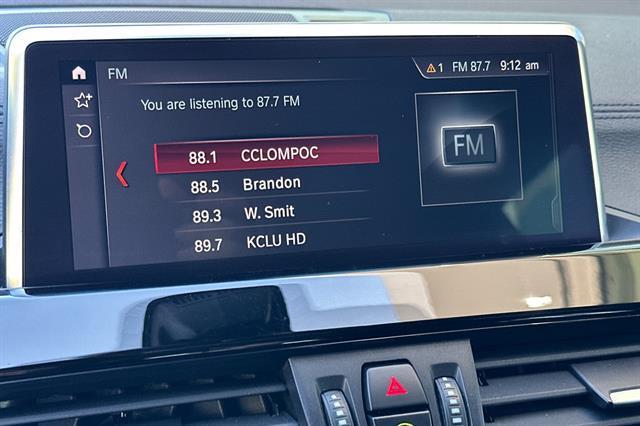 FM
1 FM 87.7 9:12 am
You are listening to 87.7 FM
FM
88.1 CCLOMPOC
88.5 Brandon
89.3 W. Smit
89.7 KCLU HD